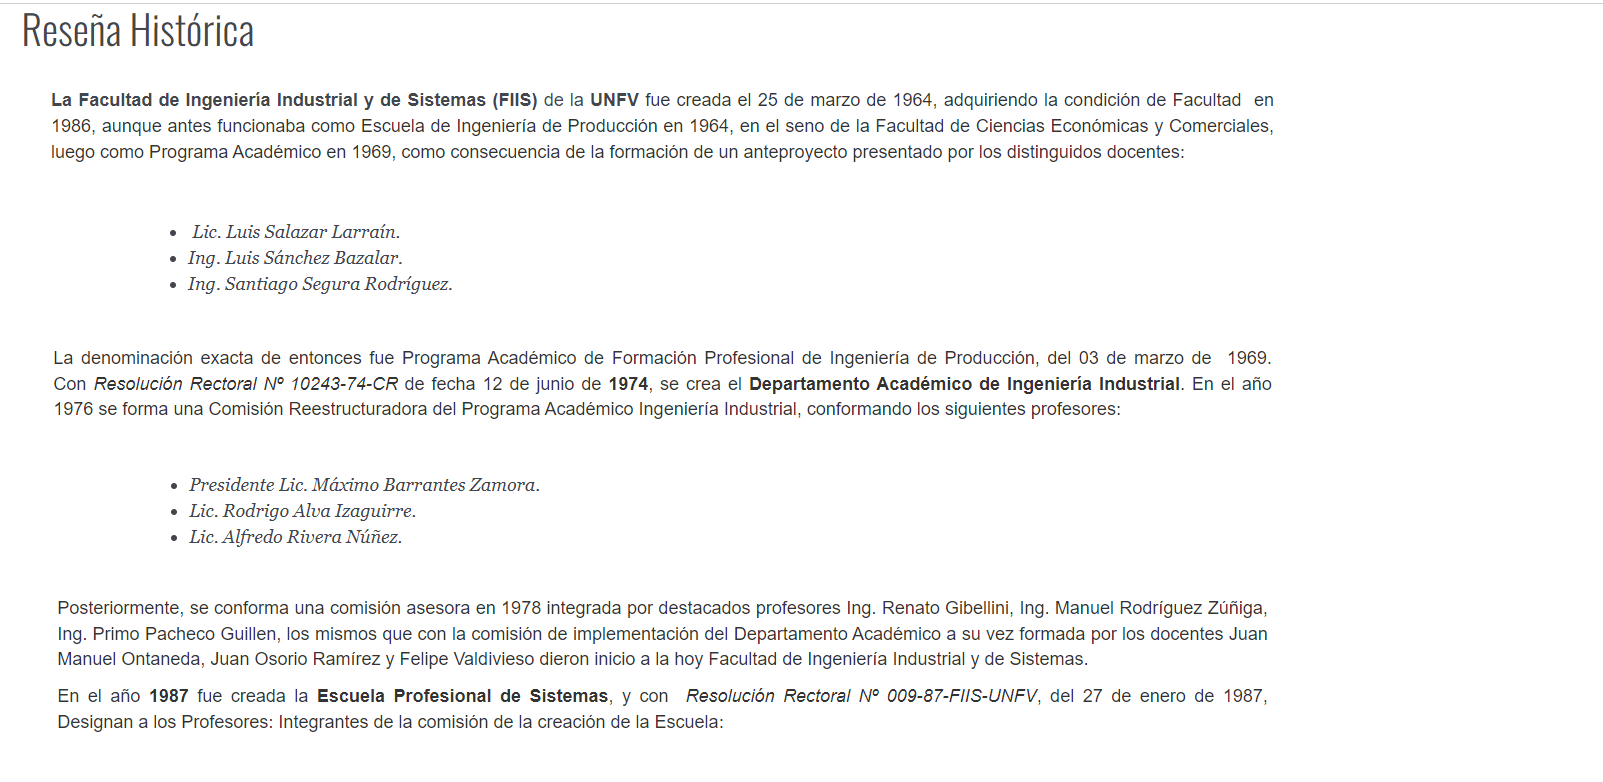 Reseña Histórica
La Facultad de Ingeniería Industrial y de Sistemas (FIIS) de la UNFV fue creada el 25 de marzo de 1964, adquiriendo la condición de Facultad en
1986, aunque antes funcionaba como Escuela de Ingeniería de Producción en 1964, en el seno de la Facultad de Ciencias Económicas y Comerciales,
luego como Programa Académico en 1969, como consecuencia de la formación de un anteproyecto presentado por los distinguidos docentes:
• Lic. Luis Salazar Larraín.
• Ing. Luis Sánchez Bazalar.
• Ing. Santiago Segura Rodríguez.
La denominación exacta de entonces fue Programa Académico de Formación Profesional de Ingeniería de Producción, del 03 de marzo de 1969.
Con Resolución Rectoral Nº 10243-74-CR de fecha 12 de junio de 1974, se crea el Departamento Académico de Ingeniería Industrial. En el año
1976 se forma una Comisión Reestructuradora del Programa Académico Ingeniería Industrial, conformando los siguientes profesores:
• Presidente Lic. Máximo Barrantes Zamora.
• Lic. Rodrigo Alva Izaguirre.
• Lic. Alfredo Rivera Núñez.
Posteriormente, se conforma una comisión asesora en 1978 integrada por destacados profesores Ing. Renato Gibellini, Ing. Manuel Rodríguez Zúñiga,
Ing. Primo Pacheco Guillen, los mismos que con la comisión de implementación del Departamento Académico a su vez formada por los docentes Juan
Manuel Ontaneda, Juan Osorio Ramírez y Felipe Valdivieso dieron inicio a la hoy Facultad de Ingeniería Industrial y de Sistemas.
En el año 1987 fue creada la Escuela Profesional de Sistemas, y con Resolución Rectoral Nº 009-87-FIIS-UNFV, del 27 de enero de 1987,
Designan a los Profesores: Integrantes de la comisión de la creación de la Escuela: